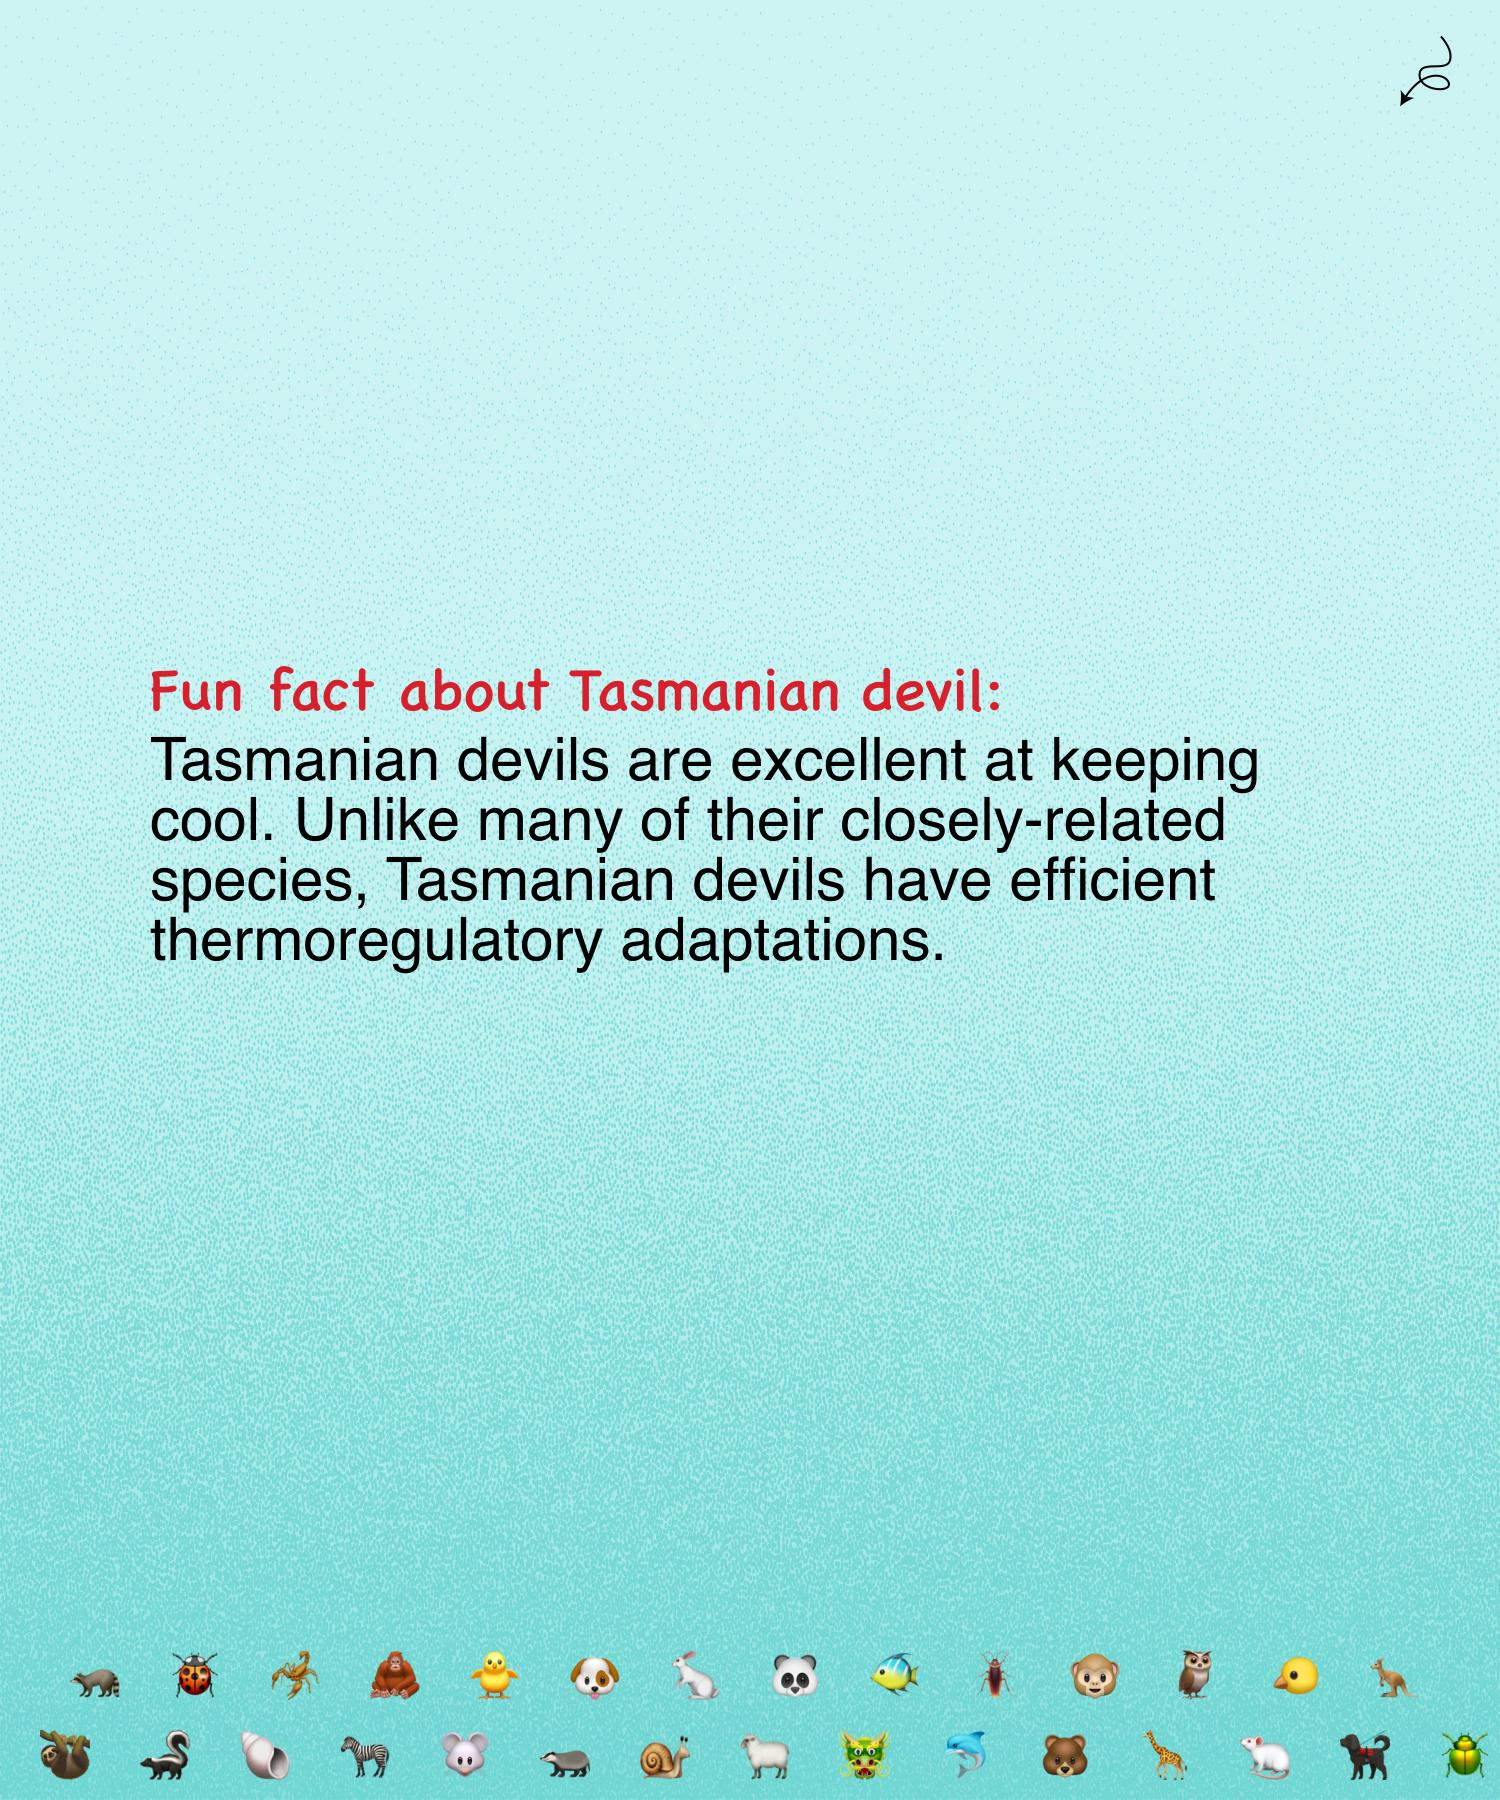 Fun fact about Tasmanian devil:
Tasmanian devils are excellent at keeping
cool. Unlike many of their closely-related
species, Tasmanian devils have efficient
thermoregulatory adaptations.